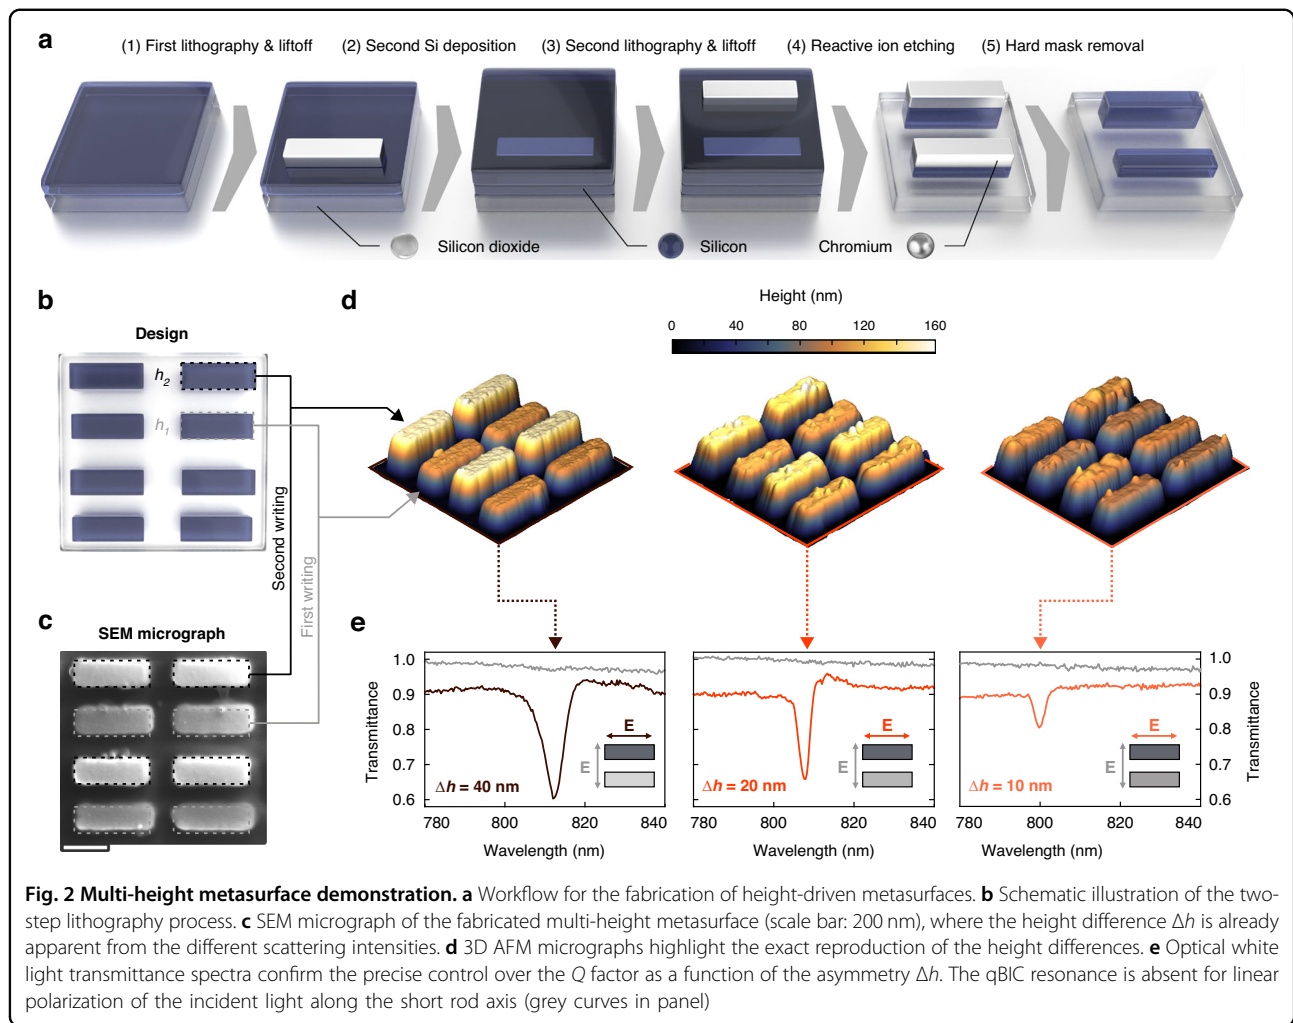 a
(1) First lithography & liftoff
(2) Second Si deposition
(3) Second lithography & liftoff
(4) Reactive ion etching
(5) Hard mask removal
Silicon dioxide
Silicon
Chromium
b
Design
h2
h1
Second writing
First writing
c
SEM micrograph
d
Height (nm)
0 40 80 120 160
e
1.0
0.9
0.8
0.7
0.6
Transmittance
E
E
Δh = 40 nm
780 800 820 840
Wavelength (nm)
E
E
Δh = 20 nm
780 800 820 840
Wavelength (nm)
E
E
Δh = 10 nm
780 800 820 840
Wavelength (nm)
1.0
0.9
0.8
0.7
0.6
Transmittance
Fig. 2 Multi-height metasurface demonstration. a Workflow for the fabrication of height-driven metasurfaces. b Schematic illustration of the two-
step lithography process. c SEM micrograph of the fabricated multi-height metasurface (scale bar: 200 nm), where the height difference Δh is already
apparent from the different scattering intensities. d 3D AFM micrographs highlight the exact reproduction of the height differences. e Optical white
light transmittance spectra confirm the precise control over the Q factor as a function of the asymmetry Δh. The qBIC resonance is absent for linear
polarization of the incident light along the short rod axis (grey curves in panel)